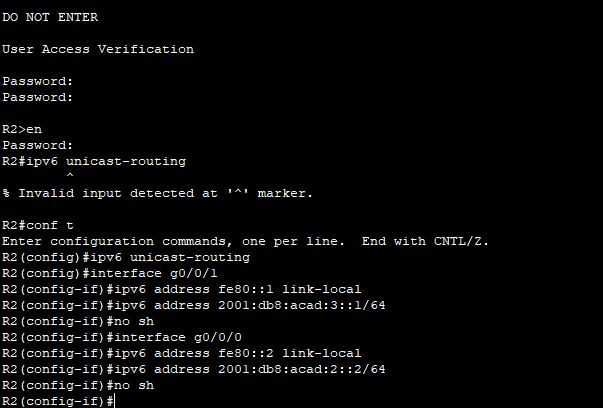 DO NOT ENTER
User Access Verification
Password:
Password:
R2>en
Password:
R2#ipv6 unicast-routing
^
% Invalid input detected at '^' marker.
R2#conf t
Enter configuration commands, one per line.  End with CNTL/Z.
R2(config)#ipv6 unicast-routing
R2(config)#interface g0/0/1
R2(config-if)#ipv6 address fe80::1 link-local
R2(config-if)#ipv6 address 2001:db8:acad:3::1/64
R2(config-if)#no sh
R2(config-if)#interface g0/0/0
R2(config-if)#ipv6 address fe80::2 link-local
R2(config-if)#ipv6 address 2001:db8:acad:2::2/64
R2(config-if)#no sh
R2(config-if)#